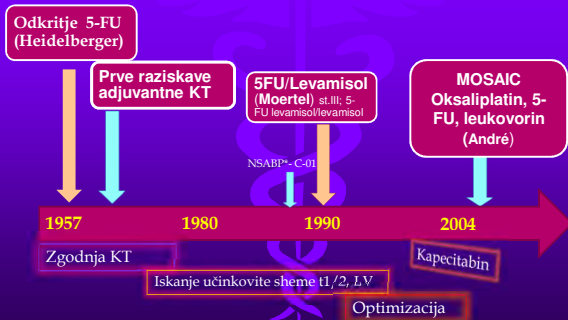 Odkritje 5-FU
(Heidelberger)
Prve raziskave
adjuvantne KT
5FU/Levamisol
(Moertel) st.III; 5-
FU levamisol/levamisol
MOSAIC
Oksaliplatin, 5-
FU, leukovorin
(André)
NSABP*- C-01
1957
1980
1990
2004
Zgodnja KT
Kapecitabin
Iskanje učinkovite sheme t1/2, LV
Optimizacija